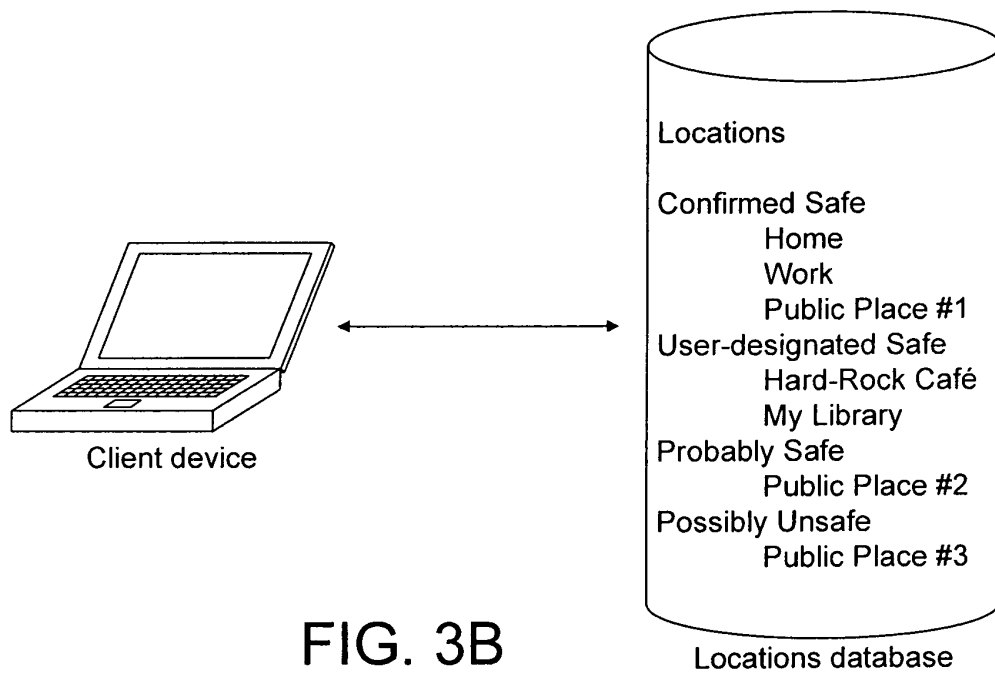 Locations
Confirmed Safe
Home
Work
Public Place #1
User-designated Safe
Hard-Rock Café
My Library
Probably Safe
Public Place #2
Possibly Unsafe
Public Place #3
Client device
FIG. 3B
Locations database